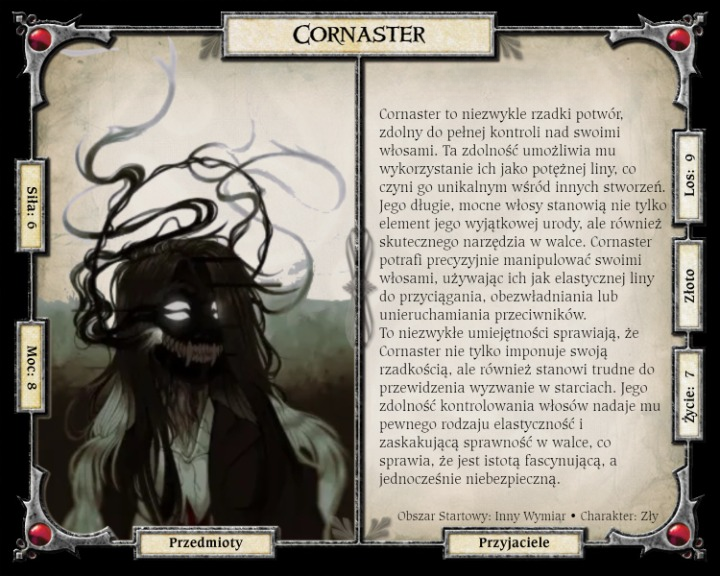 Cornaster
Cornaster to niezwykle rzadki potwór,
zdolny do pełnej kontroli nad swoimi
włosami. Ta zdolność umożliwia mu
wykorzystanie ich jako potężnej liny, co
czyni go unikalnym wśród innych stworzeń.
Jego długie, mocne włosy stanowią nie tylko
element jego wyjątkowej urody, ale również
skutecznego narzędzia w walce. Cornaster
potrafi precyzyjnie manipulować swoimi
włosami, używając ich jak elastycznej liny
do przyciągania, obezwładniania lub
unieruchamiania przeciwników.
To niezwykłe umiejętności sprawiają, że
Cornaster nie tylko imponuje swoją
rzadkością, ale również stanowi trudne do
przewidzenia wyzwanie w starciach. Jego
zdolność kontrolowania włosów nadaje mu
pewnego rodzaju elastyczność i
zaskakującą sprawność w walce, co
sprawia, że jest istotą fascynującą, a
jednocześnie niebezpieczną.
Obszar Startowy: Inny Wymiar • Charakter: Zły
Siła: 6
Moc: 8
Los: 9
Złoto
Życie: 7
Przedmioty
Przyjaciele